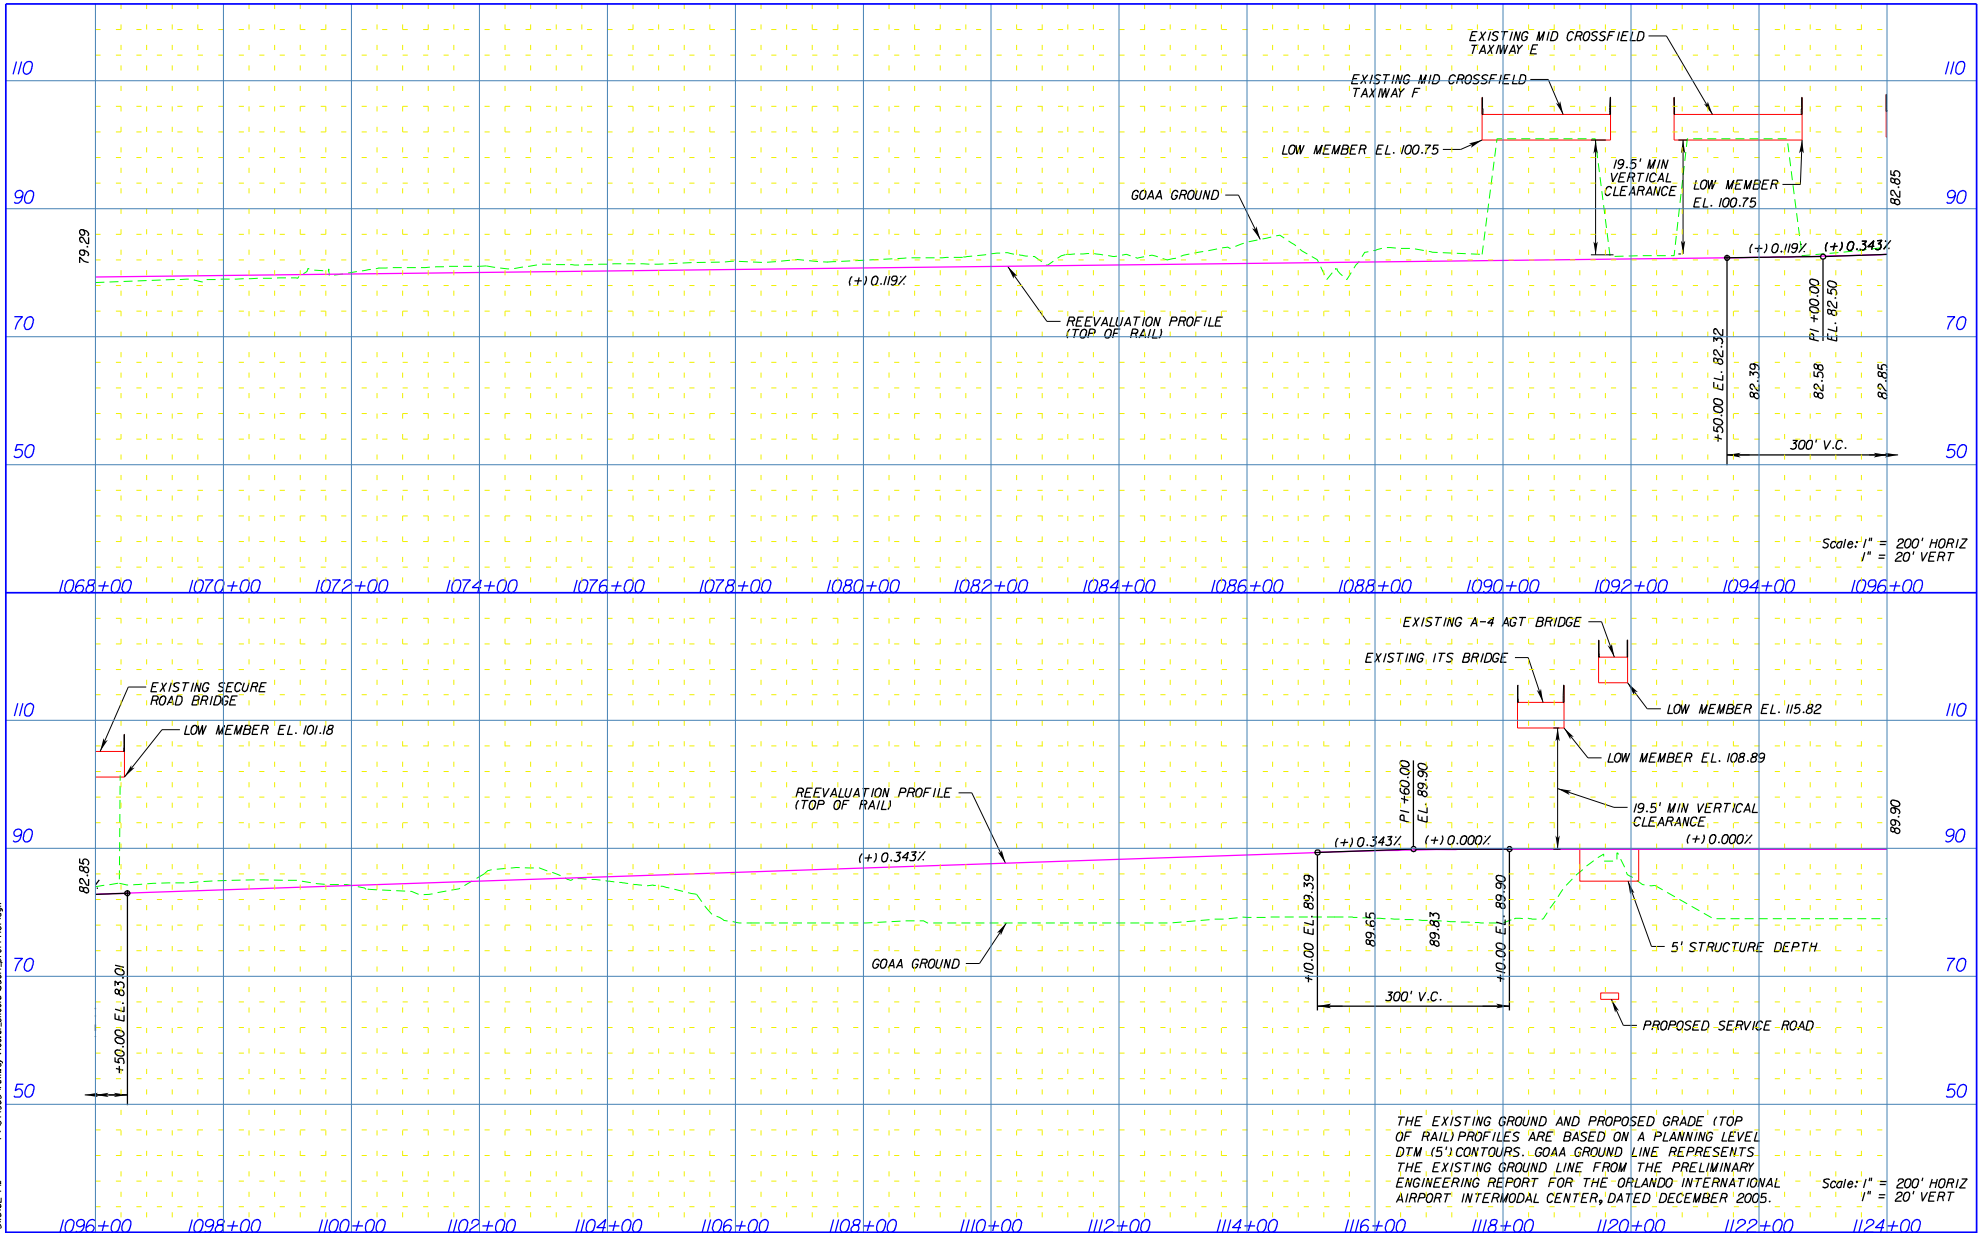 EXISTING MID CROSSFIELD
TAXIWAY E
EXISTING MID CROSSFIELD
TAXIWAY F
110
110
LOW MEMBER EL. 100.75
19.5' MIN
VERTICAL
CLEARANCE
LOW MEMBER
EL. 100.75
82.85
GOAA GROUND
90
90
79.29
(+) 0.119%
(+) 0.119%
(+) 0.343%
REEVALUATION PROFILE
(TOP OF RAIL)
PI +00.00
EL. 82.50
70
70
+50.00 EL. 82.32
82.39
82.58
82.85
300' V.C.
50
50
Scale: 1" = 200' HORIZ
1" = 20' VERT
1068+00 1070+00 1072+00 1074+00 1076+00 1078+00 1080+00 1082+00 1084+00 1086+00 1088+00 1090+00 1092+00 1094+00 1096+00
EXISTING A-4 AGT BRIDGE
EXISTING ITS BRIDGE
EXISTING SECURE
ROAD BRIDGE
LOW MEMBER EL. 101.18
LOW MEMBER EL. 115.82
110
110
LOW MEMBER EL. 108.89
REEVALUATION PROFILE
(TOP OF RAIL)
PI +60.00
EL. 89.90
19.5' MIN VERTICAL
CLEARANCE
89.90
90
90
(+) 0.343%
(+) 0.343%
(+) 0.000%
(+) 0.000%
82.85
+10.00 EL. 89.39
89.65
89.83
+10.00 EL. 89.90
5' STRUCTURE DEPTH
GOAA GROUND
70
70
+50.00 EL. 83.01
300' V.C.
PROPOSED SERVICE ROAD
50
50
THE EXISTING GROUND AND PROPOSED GRADE (TOP
OF RAIL) PROFILES ARE BASED ON A PLANNING LEVEL
DTM (5') CONTOURS. GOAA GROUND LINE REPRESENTS
THE EXISTING GROUND LINE FROM THE PRELIMINARY
ENGINEERING REPORT FOR THE ORLANDO INTERNATIONAL
AIRPORT INTERMODAL CENTER, DATED DECEMBER 2005.
Scale: 1" = 200' HORIZ
1" = 20' VERT
1096+00 1098+00 1100+00 1102+00 1104+00 1106+00 1108+00 1110+00 1112+00 1114+00 1116+00 1118+00 1120+00 1122+00 1124+00